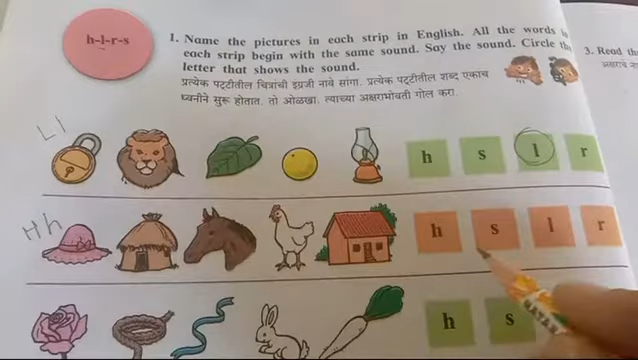 h-l-r-s
1. Name the pictures in each strip in English. All the words in
each strip begin with the same sound. Say the sound. Circle the
letter that shows the sound.
प्रत्येक पट्टीतील चित्रांची इंग्रजी नावे सांगा. प्रत्येक पट्टीतील शब्द एकाच
ध्वनीने सुरू होतात. तो ओळखा. त्याच्या अक्षराभोवती गोल करा.
3. Read the
Ll
h s l r
Hh
h s l r
h s